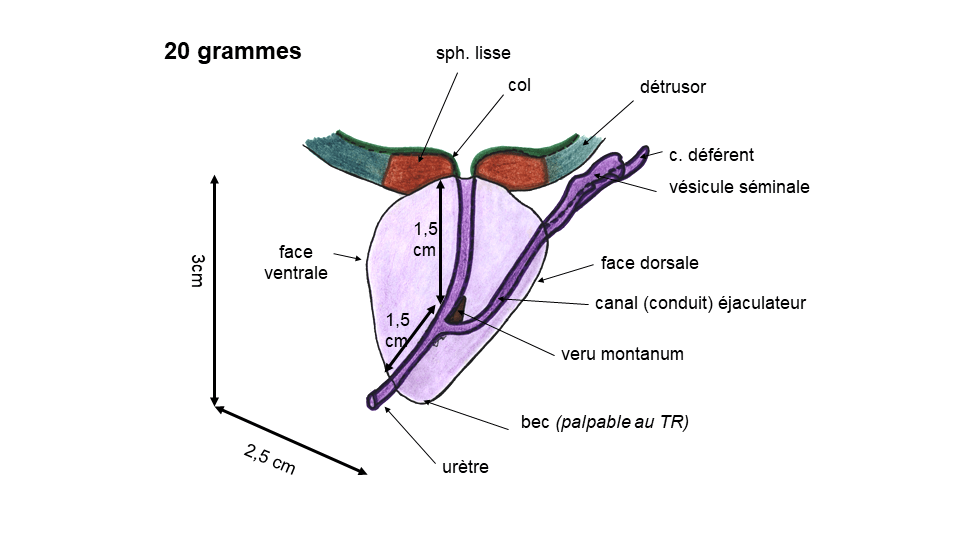 20 grammes
sph. lisse
col
détrusor
c. déférent
vésicule séminale
1,5
cm
face
ventrale
3cm
face dorsale
canal (conduit) éjaculateur
1,5
cm
veru montanum
bec (palpable au TR)
2,5 cm
urètre